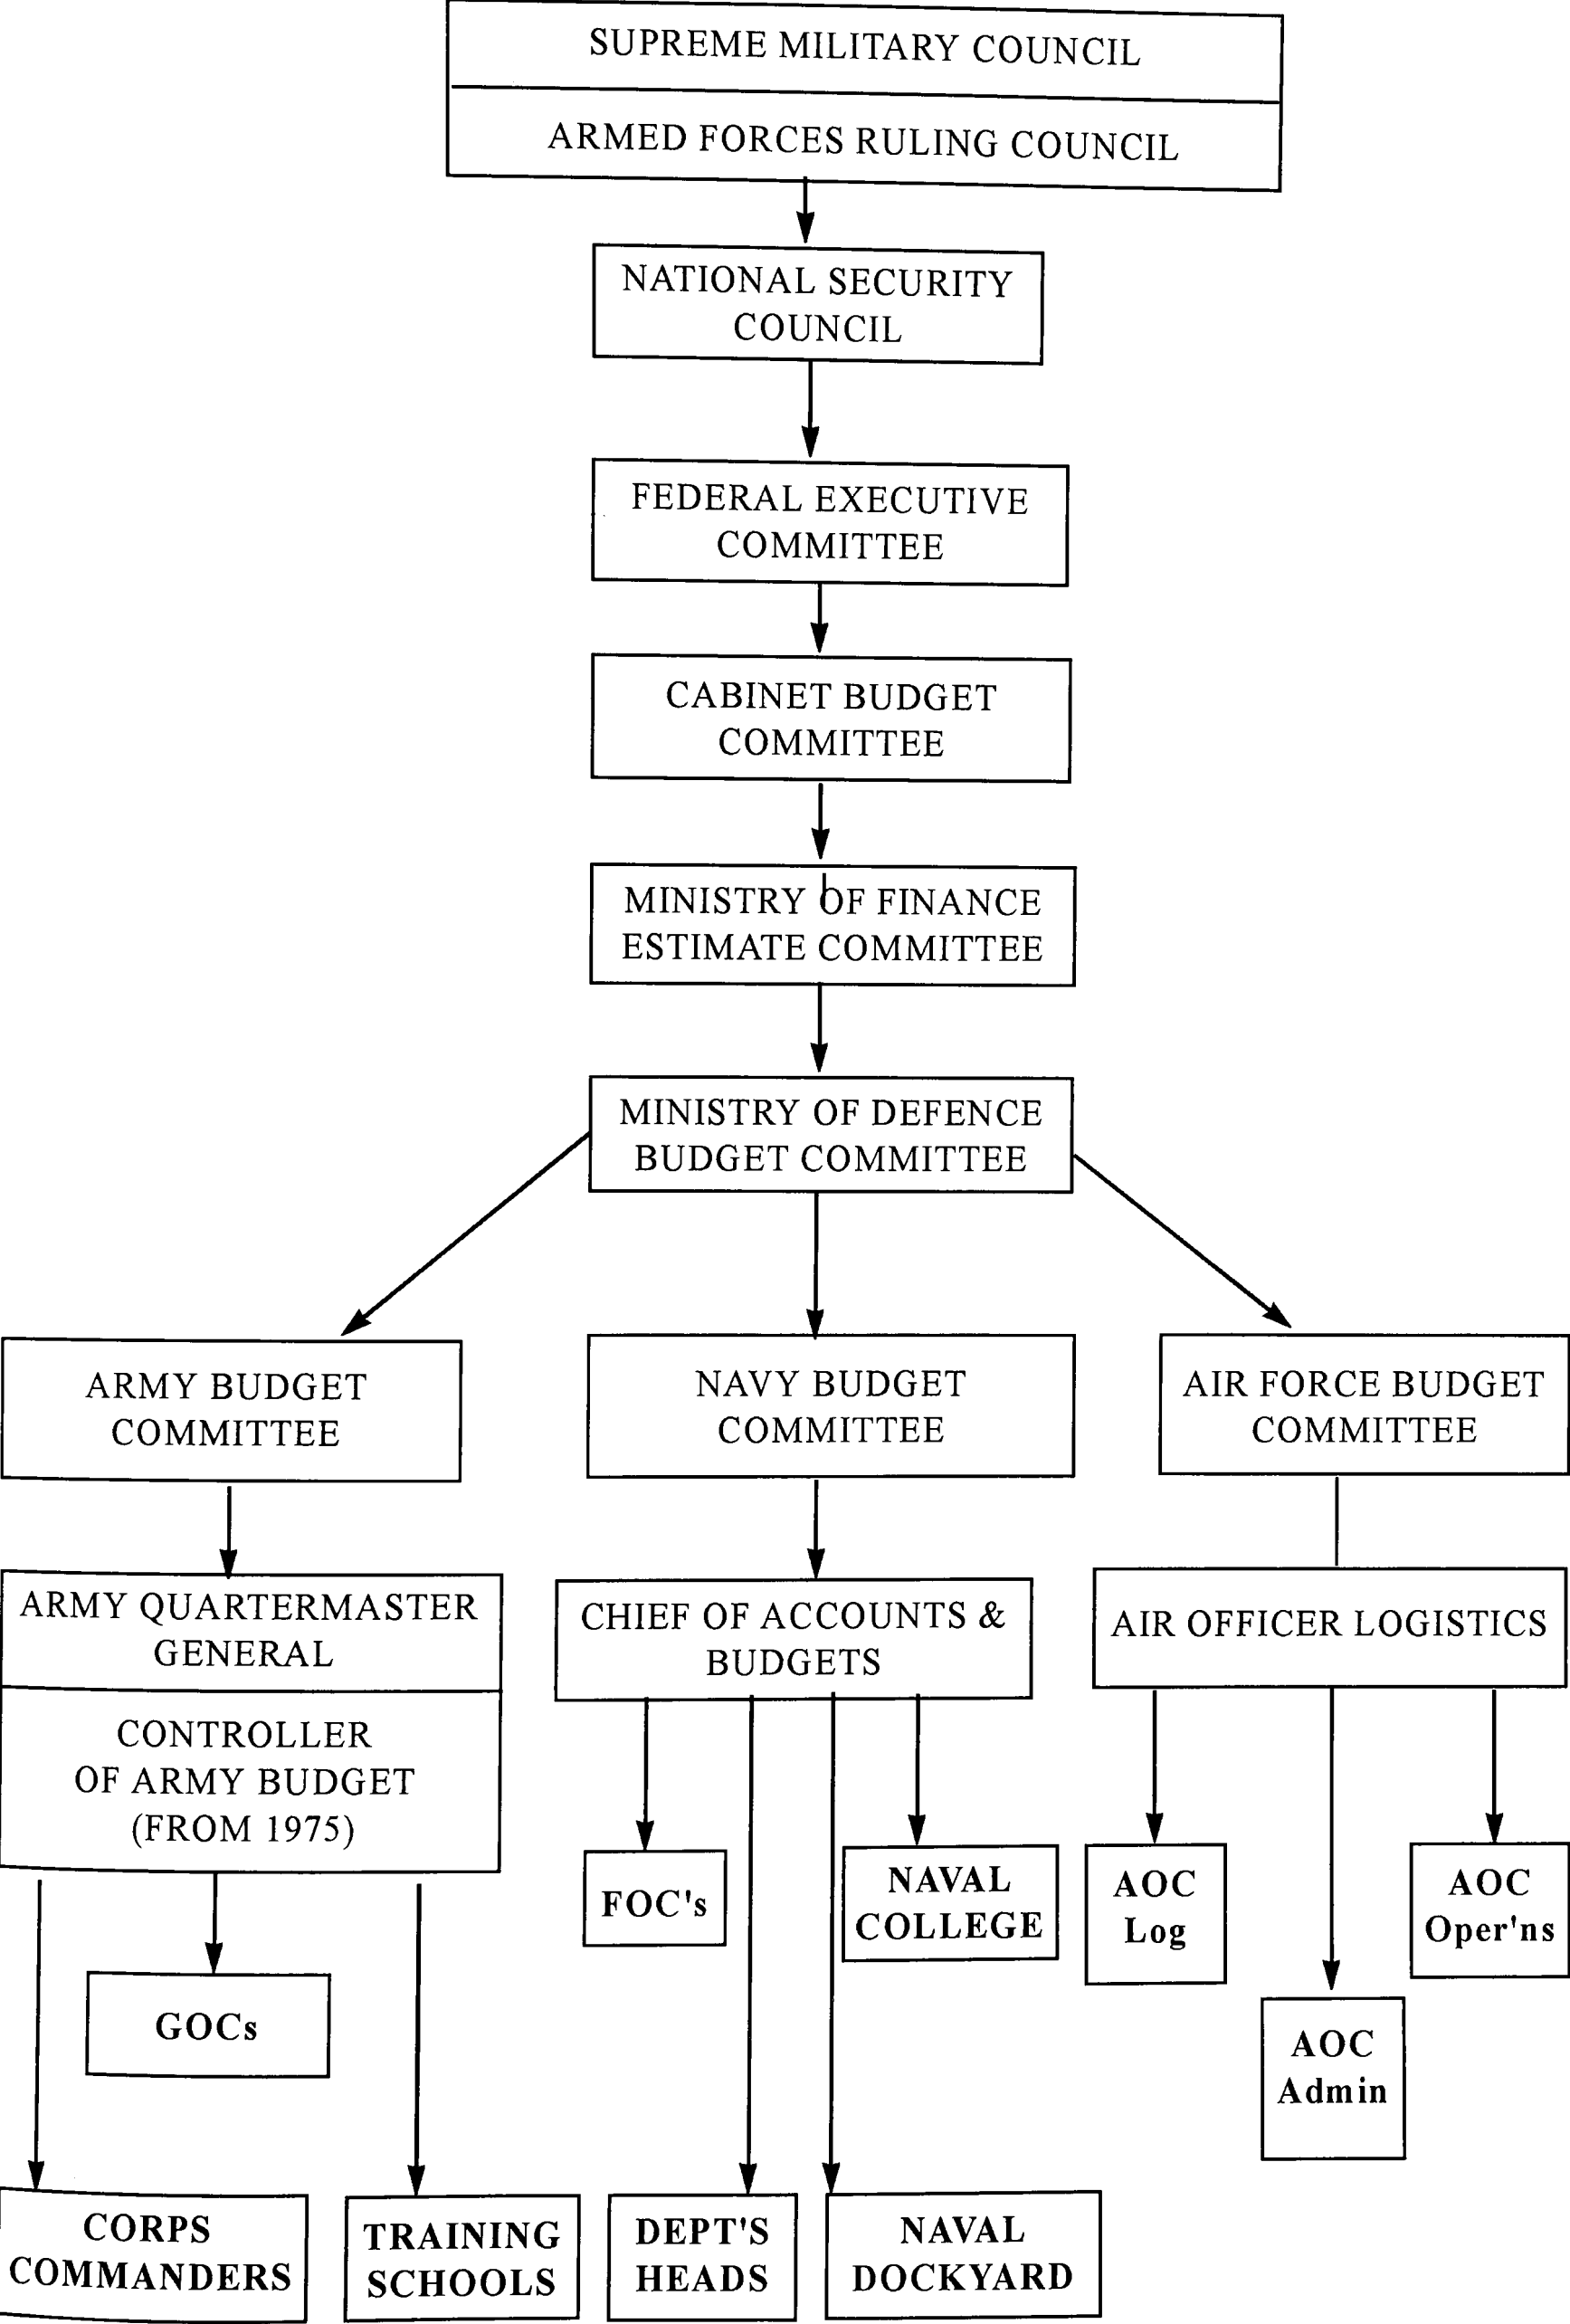 SUPREME MILITARY COUNCIL
ARMED FORCES RULING COUNCIL
NATIONAL SECURITY
COUNCIL
FEDERAL EXECUTIVE
COMMITTEE
CABINET BUDGET
COMMITTEE
MINISTRY OF FINANCE
ESTIMATE COMMITTEE
MINISTRY OF DEFENCE
BUDGET COMMITTEE
ARMY BUDGET
COMMITTEE
NAVY BUDGET
COMMITTEE
AIR FORCE BUDGET
COMMITTEE
ARMY QUARTERMASTER
GENERAL
CONTROLLER
OF ARMY BUDGET
(FROM 1975)
CHIEF OF ACCOUNTS &
BUDGETS
AIR OFFICER LOGISTICS
FOC's
NAVAL
COLLEGE
AOC
Log
AOC
Oper'ns
GOCs
AOC
Admin
CORPS
COMMANDERS
TRAINING
SCHOOLS
DEPT'S
HEADS
NAVAL
DOCKYARD